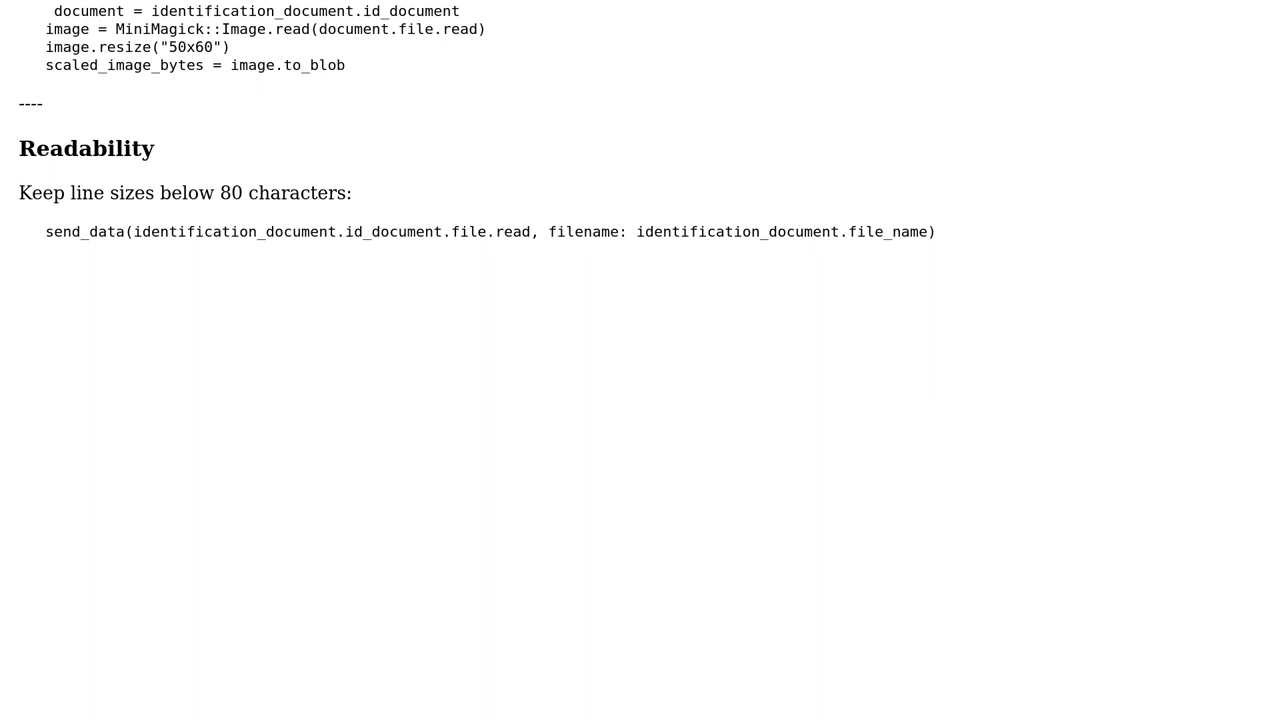 document = identification_document.id_document
image = MiniMagick::Image.read(document.file.read)
image.resize("50x60")
scaled_image_bytes = image.to_blob
----
Readability
Keep line sizes below 80 characters:
send_data(identification_document.id_document.file.read, filename: identification_document.file_name)